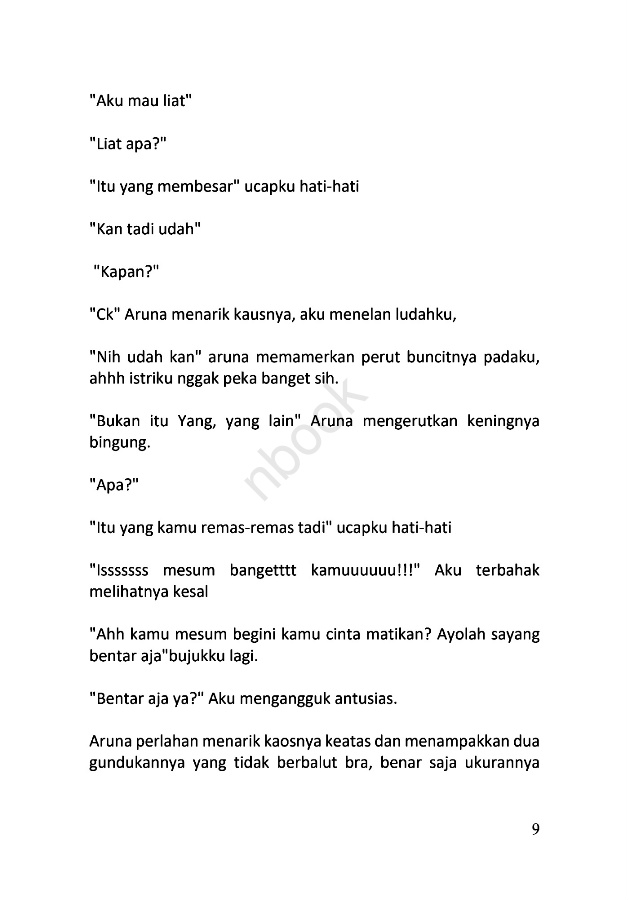 "Aku mau liat"
"Liat apa?"
"Itu yang membesar" ucapku hati-hati
"Kan tadi udah"
"Kapan?"
"Ck" Aruna menarik kausnya, aku menelan ludahku,
"Nih udah kan" aruna memamerkan perut buncitnya padaku,
ahhh istriku nggak peka banget sih.
"Bukan itu Yang, yang lain" Aruna mengerutkan keningnya
bingung.
"Apa?"
"Itu yang kamu remas-remas tadi" ucapku hati-hati
"Isssssss mesum bangetttt kamuuuuuu!!!" Aku terbahak
melihatnya kesal
"Ahh kamu mesum begini kamu cinta matikan? Ayolah sayang
bentar aja"bujukku lagi.
"Bentar aja ya?" Aku mengangguk antusias.
Aruna perlahan menarik kaosnya keatas dan menampakkan dua
gundukannya yang tidak berbalut bra, benar saja ukurannya
nbook
9